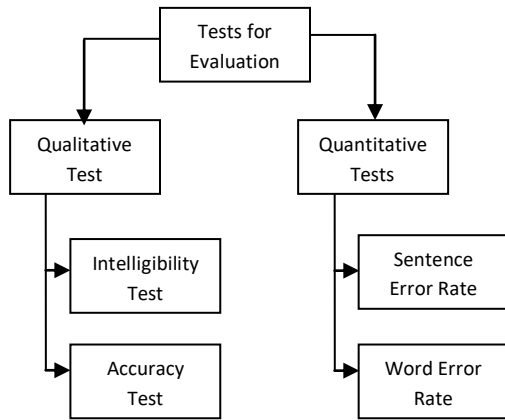 Tests for
Evaluation
Qualitative
Test
Quantitative
Tests
Intelligibility
Test
Sentence
Error Rate
Accuracy
Test
Word Error
Rate